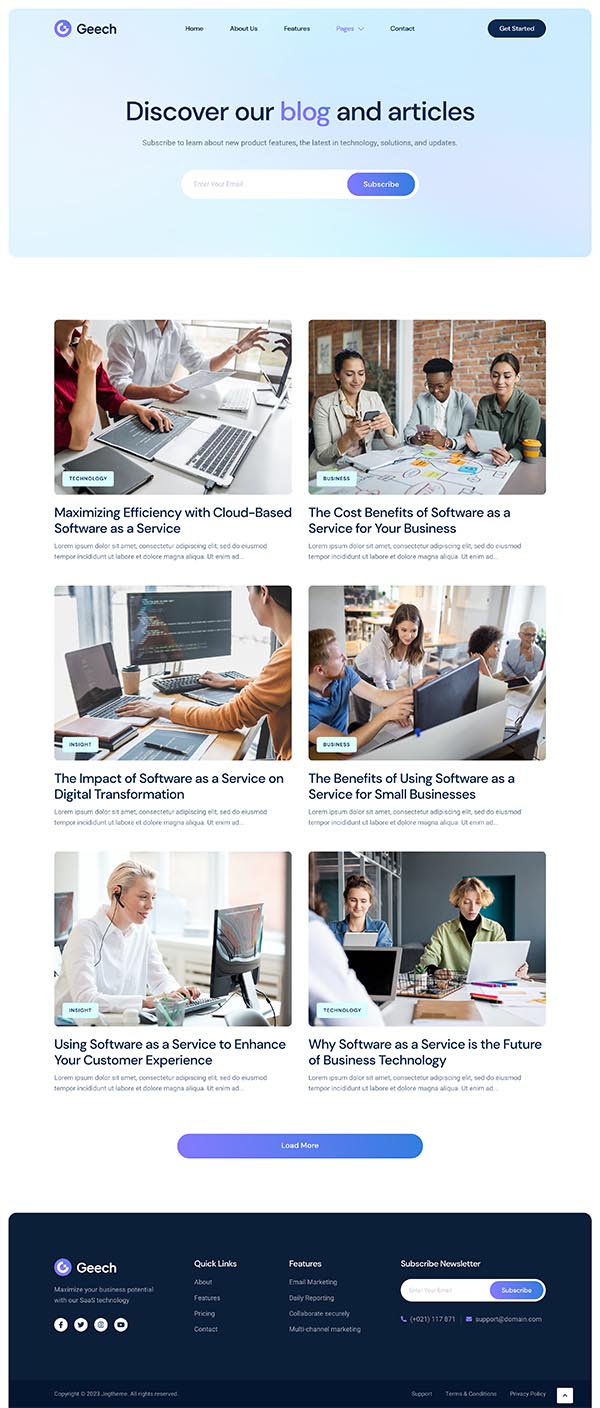 Geech
Home
About Us
Features
Pages
Contact
Get Started
Discover our blog and articles
Subscribe to learn about new product features, the latest in technology, solutions, and updates.
Enter Your Email
Subscribe
TECHNOLOGY
BUSINESS
Maximizing Efficiency with Cloud-Based
Software as a Service
Lorem ipsum dolor sit amet, consectetur adipiscing elit, sed do eiusmod
tempor incididunt ut labore et dolore magna aliqua. Ut enim ad...
The Cost Benefits of Software as a
Service for Your Business
Lorem ipsum dolor sit amet, consectetur adipiscing elit, sed do eiusmod
tempor incididunt ut labore et dolore magna aliqua. Ut enim ad...
INSIGHT
BUSINESS
The Impact of Software as a Service on
Digital Transformation
Lorem ipsum dolor sit amet, consectetur adipiscing elit, sed do eiusmod
tempor incididunt ut labore et dolore magna aliqua. Ut enim ad...
The Benefits of Using Software as a
Service for Small Businesses
Lorem ipsum dolor sit amet, consectetur adipiscing elit, sed do eiusmod
tempor incididunt ut labore et dolore magna aliqua. Ut enim ad...
INSIGHT
TECHNOLOGY
Using Software as a Service to Enhance
Your Customer Experience
Lorem ipsum dolor sit amet, consectetur adipiscing elit, sed do eiusmod
tempor incididunt ut labore et dolore magna aliqua. Ut enim ad...
Why Software as a Service is the Future
of Business Technology
Lorem ipsum dolor sit amet, consectetur adipiscing elit, sed do eiusmod
tempor incididunt ut labore et dolore magna aliqua. Ut enim ad...
Load More
Geech
Maximize your business potential
with our SaaS technology
Quick Links
About
Features
Pricing
Contact
Features
Email Marketing
Daily Reporting
Collaborate securely
Multi-channel marketing
Subscribe Newsletter
Enter Your Email
Subscribe
(+021) 117 871
support@domain.com
Copyright © 2023 Jegtheme. All rights reserved.
Support
Terms & Conditions
Privacy Policy